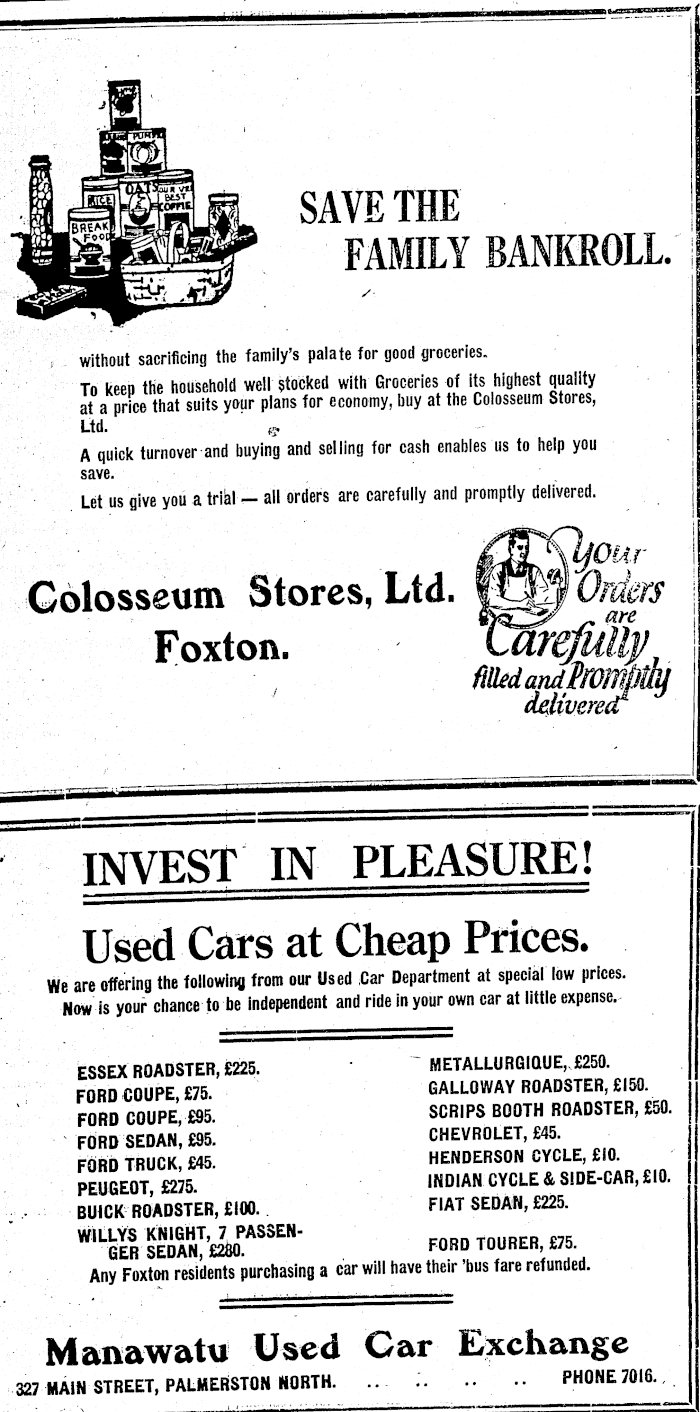 PUMP
RICE
OATS
OUR VE
BEST
COFFIE
BREAK
FOOD
SAVE THE
FAMILY BANKROLL.
without sacrificing the family's palate for good groceries.
To keep the household well stocked with Groceries of its highest quality
at a price that suits your plans for economy, buy at the Colosseum Stores,
Ltd.
A quick turnover and buying and selling for cash enables us to help you
save.
Let us give you a trial — all orders are carefully and promptly delivered.
Colosseum Stores, Ltd.
Foxton.
Your
Orders
are
Carefully
filled and Promptly
delivered
INVEST IN PLEASURE!
Used Cars at Cheap Prices.
We are offering the following from our Used Car Department at special low prices.
Now is your chance to be independent and ride in your own car at little expense.
ESSEX ROADSTER, £225.
FORD COUPE, £75.
FORD COUPE, £95.
FORD SEDAN, £95.
FORD TRUCK, £45.
PEUGEOT, £275.
BUICK ROADSTER, £100.
WILLYS KNIGHT, 7 PASSEN-
GER SEDAN, £280.
METALLURGIQUE, £250.
GALLOWAY ROADSTER, £150.
SCRIPS BOOTH ROADSTER, £50.
CHEVROLET, £45.
HENDERSON CYCLE, £10.
INDIAN CYCLE & SIDE-CAR, £10.
FIAT SEDAN, £225.
FORD TOURER, £75.
Any Foxton residents purchasing a car will have their 'bus fare refunded.
Manawatu Used Car Exchange
327 MAIN STREET, PALMERSTON NORTH. .. .. .. .. PHONE 7016.